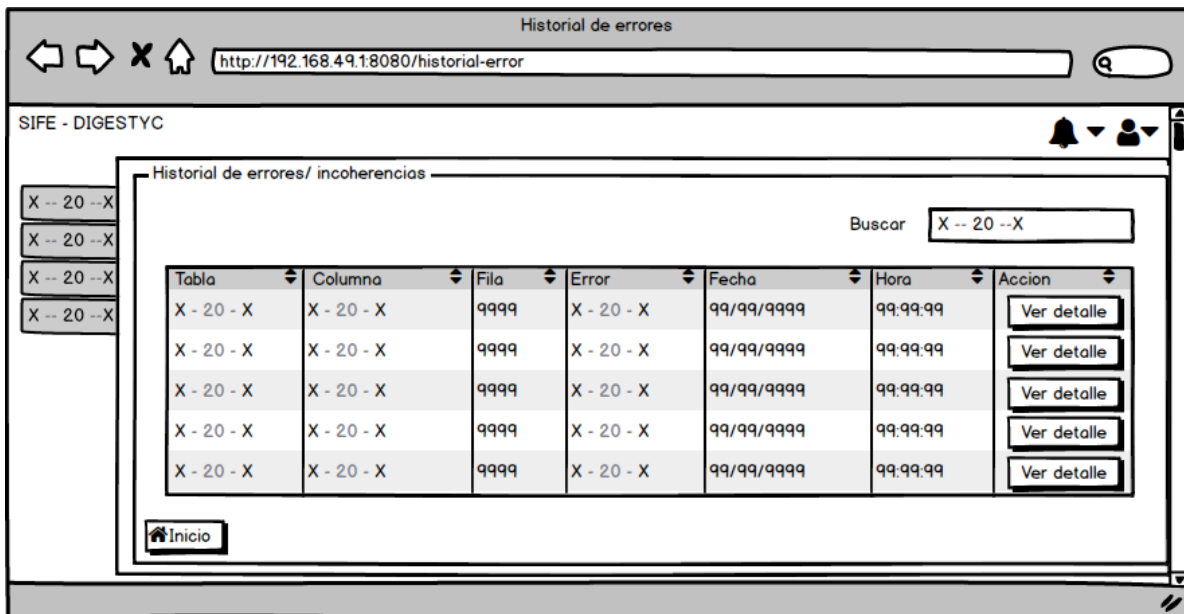 Historial de errores
http://192.168.49.1:8080/historial-error
SIFE - DIGESTYC
Historial de errores/ incoherencias
X -- 20 --X
X -- 20 --X
X -- 20 --X
X -- 20 --X
Buscar X -- 20 --X
Tabla Columna Fila Error Fecha Hora Accion
X - 20 - X X - 20 - X 9999 X - 20 - X 99/99/9999 99:99:99 Ver detalle
X - 20 - X X - 20 - X 9999 X - 20 - X 99/99/9999 99:99:99 Ver detalle
X - 20 - X X - 20 - X 9999 X - 20 - X 99/99/9999 99:99:99 Ver detalle
X - 20 - X X - 20 - X 9999 X - 20 - X 99/99/9999 99:99:99 Ver detalle
X - 20 - X X - 20 - X 9999 X - 20 - X 99/99/9999 99:99:99 Ver detalle
Inicio